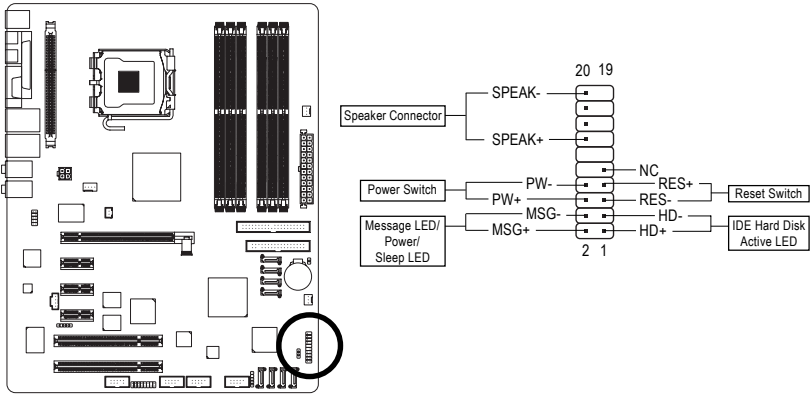 20 19
SPEAK-
Speaker Connector
SPEAK+
NC
Power Switch
PW-
RES+
PW+
RES-
Reset Switch
Message LED/
Power/
Sleep LED
MSG-
HD-
MSG+
HD+
IDE Hard Disk
Active LED
2 1